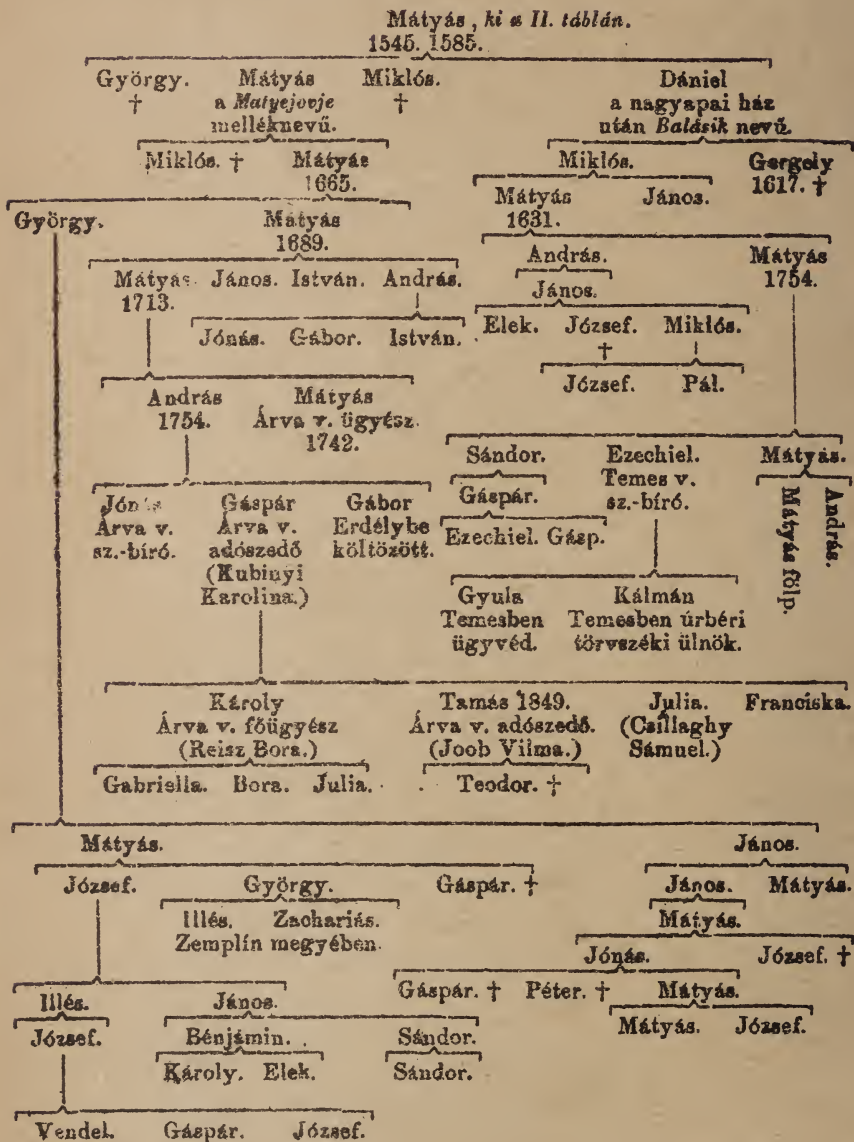 Mátyás, ki a II. táblán.
1545. 1585.
György. Mátyás Miklós. Dániel
† a Matyejovje † a nagyapai ház
melléknevű. után Balásik nevű.
Miklós. † Mátyás Miklós. Gergely
1665. 1617. †
Mátyás János.
György. Mátyás 1631.
1689.
András. Mátyás
Mátyás. János. István. András. János. 1754.
1713.
Elek. József. Miklós.
Jónás. Gábor. István. †
József. Pál.
András Mátyás
1754. Árva v. ügyész.
1742.
Sándor. Ezechiel. Mátyás.
Temes v.
Jónás Gáspár Gábor Gáspár. sz.-bíró.
Árva v. Árva v. Erdélybe
sz.-bíró. adószedő költözött. Ezechiel. Gásp.
(Kubinyi
Karolina.)
András.
Mátyás fölp.
Gyula Kálmán
Temesben Temesben úrbéri
ügyvéd. törvszéki ülnök.
Károly Tamás 1849. Julia. Franciska.
Árva v. főügyész Árva v. adószedő. (Csillaghy
(Reisz Bora.) (Joob Vilma.) Sámuel.)
Gabriella. Bora. Julia. Teodor. †
Mátyás. János.
József. György. Gáspár. † János. Mátyás.
Illés. Zachariás. Mátyás.
Zemplín megyében.
Jónás. József. †
Illés. János. Gáspár. † Péter. † Mátyás.
József. Bénjámin. Sándor. Mátyás. József.
Károly. Elek. Sándor.
Vendel. Gáspár. József.